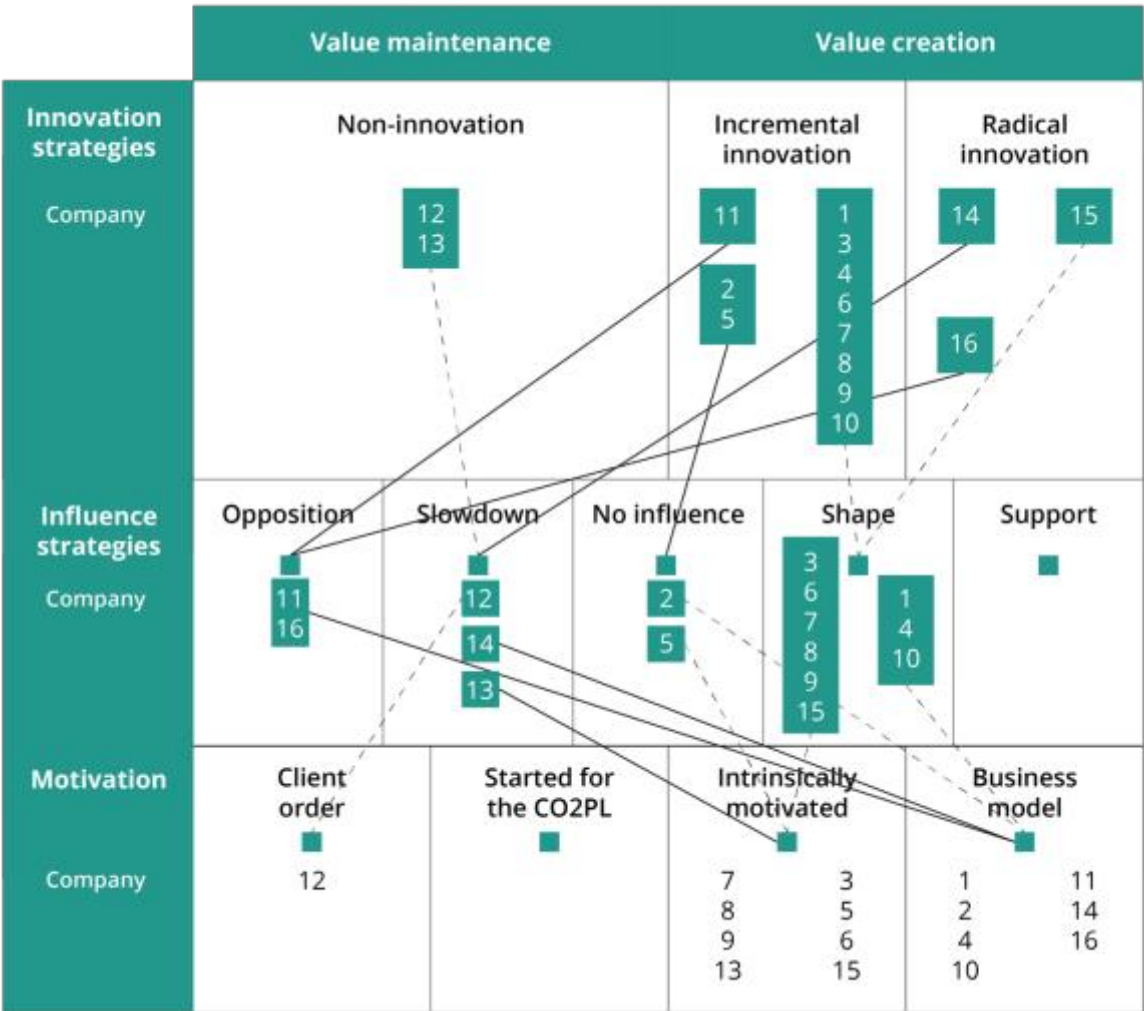 Value maintenance
Value creation
Innovation
strategies
Company
Non-innovation
12
13
Incremental
innovation
11
2
5
1
3
4
6
7
8
9
10
Radical
innovation
14
15
16
Influence
strategies
Company
Opposition
11
16
Slowdown
12
14
13
No influence
2
5
Shape
3
6
7
8
9
15
1
4
10
Support
Motivation
Company
Client
order
12
Started for
the CO2PL
Intrinsically
motivated
7 3
8 5
9 6
13 15
Business
model
1 11
2 14
4 16
10